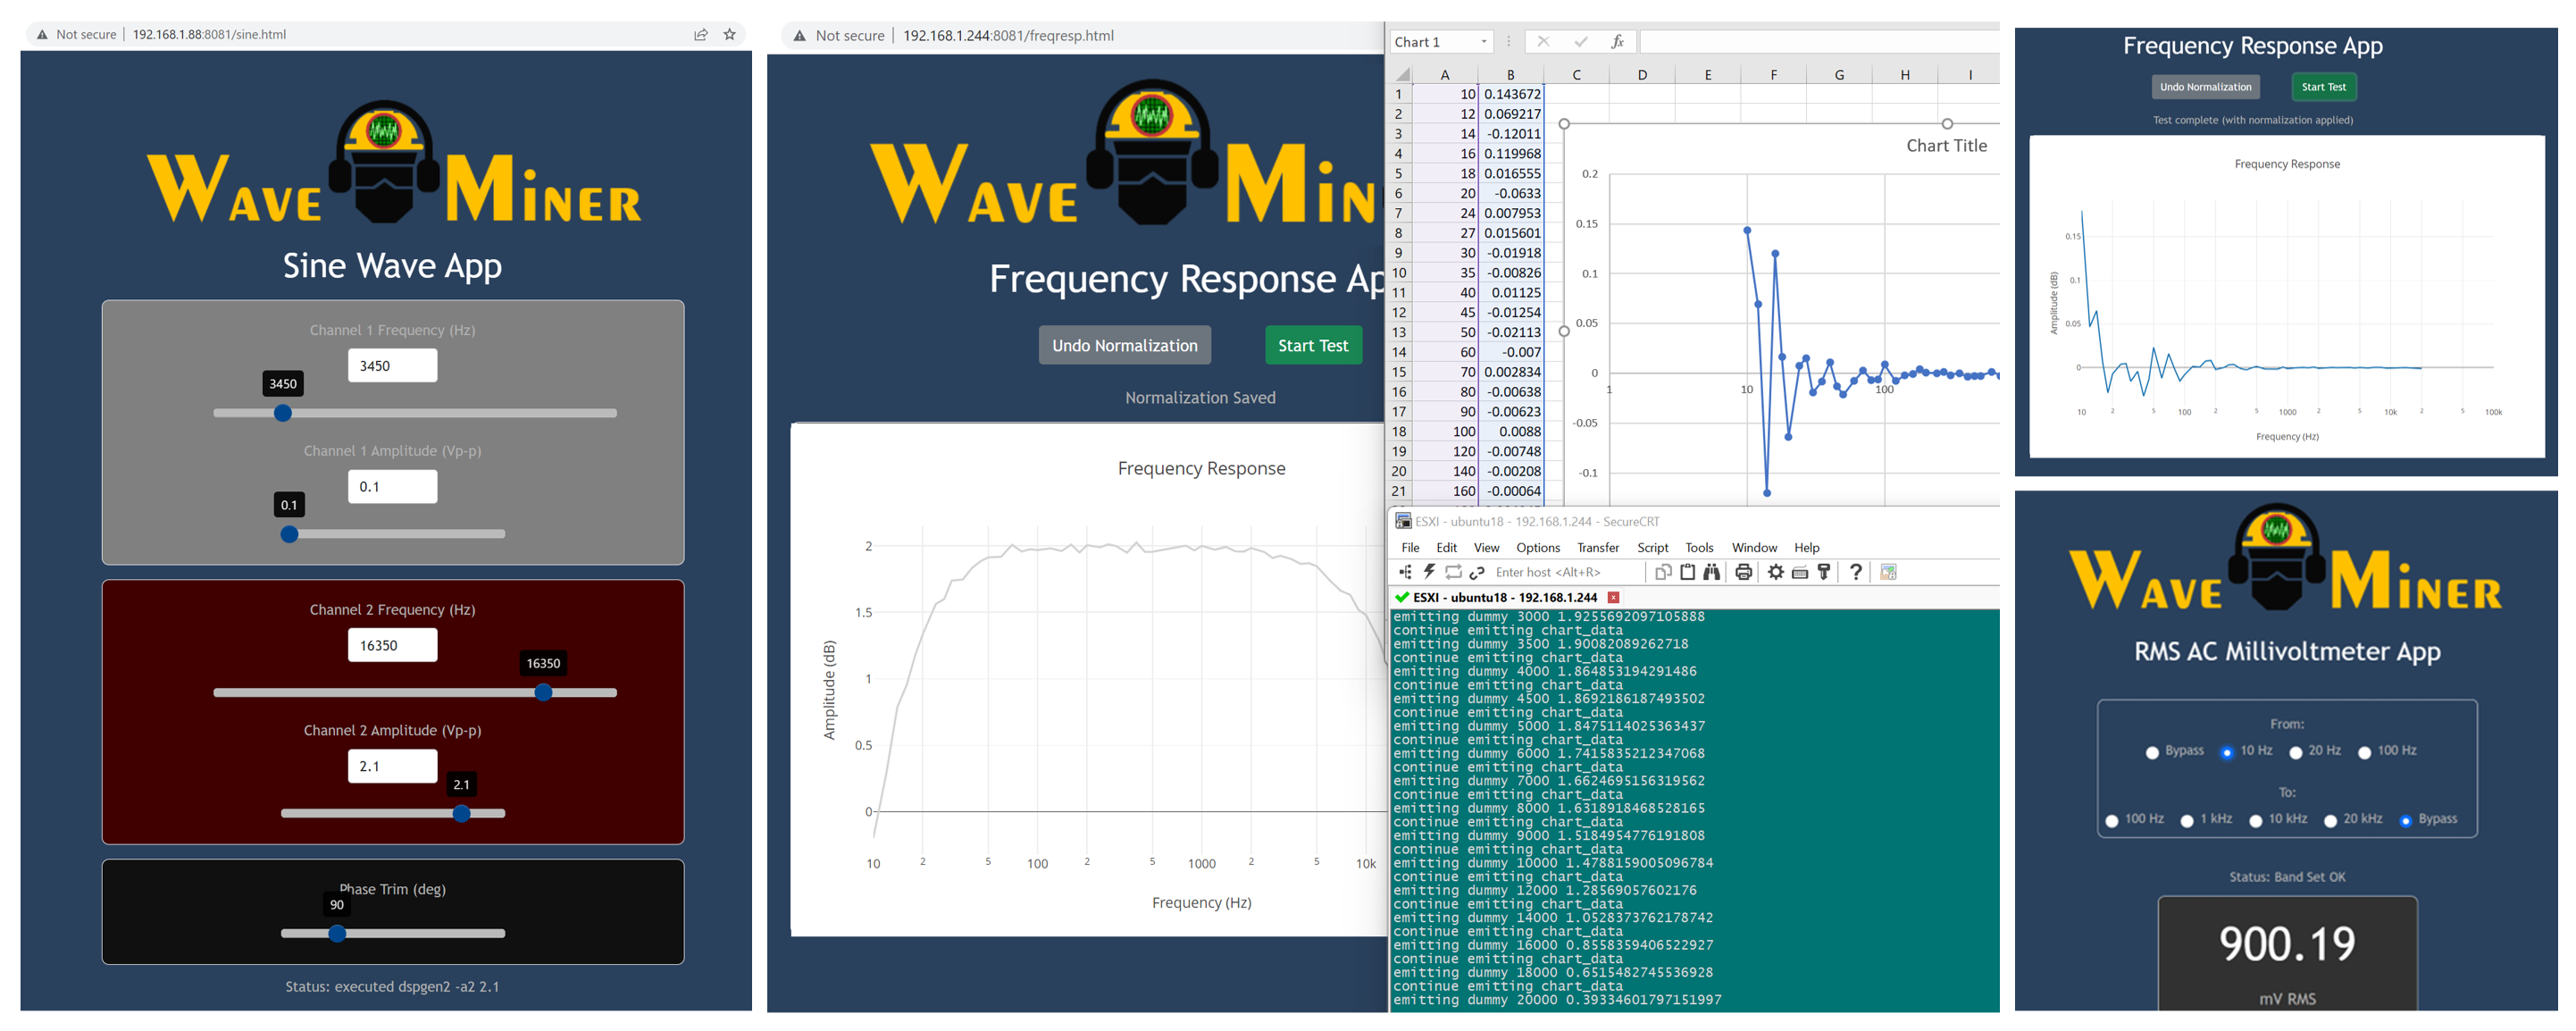 Not secure | 192.168.1.88:8081/sine.html
WAVE MINER
Sine Wave App
Channel 1 Frequency (Hz)
3450
3450
Channel 1 Amplitude (Vp-p)
0.1
0.1
Channel 2 Frequency (Hz)
16350
16350
Channel 2 Amplitude (Vp-p)
2.1
2.1
Phase Trim (deg)
90
Status: executed dspgen2 -a2 2.1
Not secure | 192.168.1.244:8081/freqresp.html
WAVE MIN
Frequency Response Ap
Undo Normalization Start Test
Normalization Saved
Frequency Response
2
1.5
1
0.5
0
Amplitude (dB)
10 2 5 100 2 5 1000 2 5 10k
Frequency (Hz)
Chart 1 fx
A B C D E F G H I
1 10 0.143672
2 12 0.069217
3 14 -0.12011
4 16 0.119968
5 18 0.016555
6 20 -0.0633
7 24 0.007953
8 27 0.015601
9 30 -0.01918
10 35 -0.00826
11 40 0.01125
12 45 -0.01254
13 50 -0.02113
14 60 -0.007
15 70 0.002834
16 80 -0.00638
17 90 -0.00623
18 100 0.0088
19 120 -0.00748
20 140 -0.00208
21 160 -0.00064
Chart Title
0.2
0.15
0.1
0.05
0
-0.05
-0.1
1 10 100
ESXI - ubuntu18 - 192.168.1.244 - SecureCRT
File Edit View Options Transfer Script Tools Window Help
Enter host <Alt+R>
ESXI - ubuntu18 - 192.168.1.244
emitting dummy 3000 1.9255692097105888
continue emitting chart_data
emitting dummy 3500 1.90082089262718
continue emitting chart_data
emitting dummy 4000 1.864853194291486
continue emitting chart_data
emitting dummy 4500 1.8692186187493502
continue emitting chart_data
emitting dummy 5000 1.8475114025363437
continue emitting chart_data
emitting dummy 6000 1.7415835212347068
continue emitting chart_data
emitting dummy 7000 1.6624695156319562
continue emitting chart_data
emitting dummy 8000 1.6318918468528165
continue emitting chart_data
emitting dummy 9000 1.5184954776191808
continue emitting chart_data
emitting dummy 10000 1.4788159005096784
continue emitting chart_data
emitting dummy 12000 1.28569057602176
continue emitting chart_data
emitting dummy 14000 1.0528373762178742
continue emitting chart_data
emitting dummy 16000 0.8558359406522927
continue emitting chart_data
emitting dummy 18000 0.6515482745536928
continue emitting chart_data
emitting dummy 20000 0.39334601797151997
Frequency Response App
Undo Normalization Start Test
Test complete (with normalization applied)
Frequency Response
0.15
0.1
0.05
0
Amplitude (dB)
10 2 5 100 2 5 1000 2 5 10k 2 5 100k
Frequency (Hz)
WAVE MINER
RMS AC Millivoltmeter App
From:
Bypass 10 Hz 20 Hz 100 Hz
To:
100 Hz 1 kHz 10 kHz 20 kHz Bypass
Status: Band Set OK
900.19
mV RMS